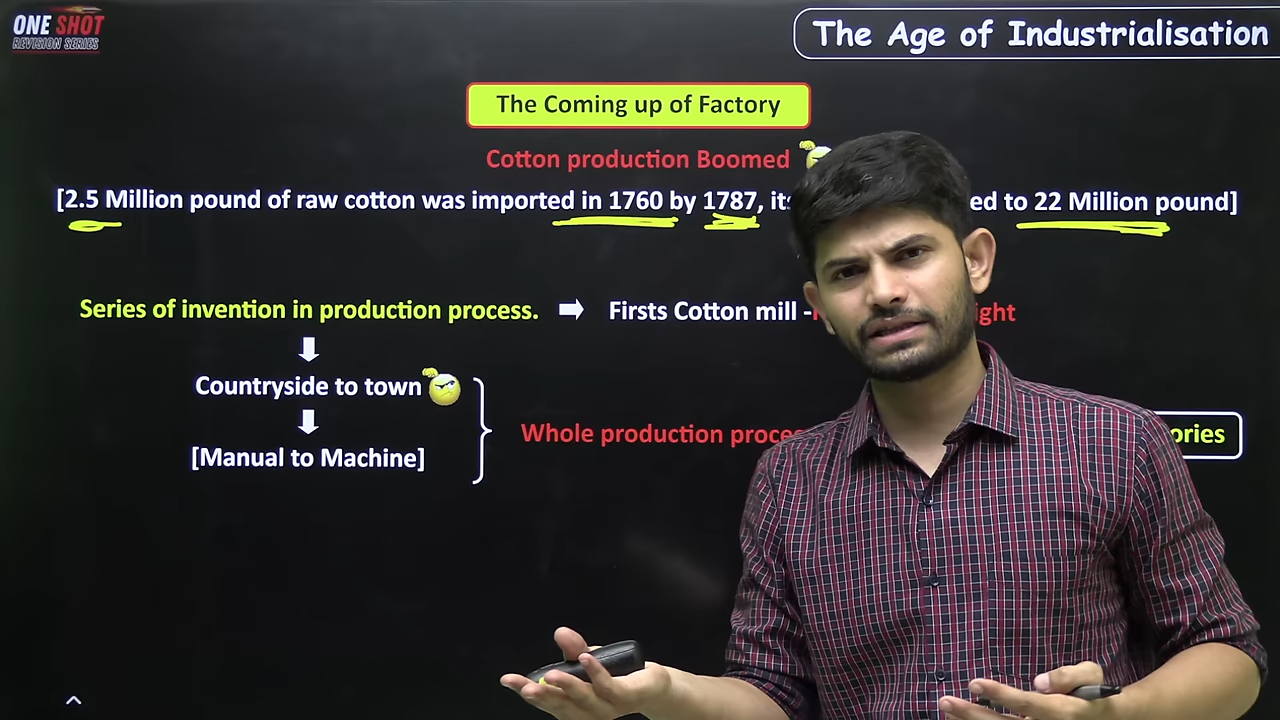 ONE SHOT
REVISION SERIES
The Age of Industrialisation
The Coming up of Factory
Cotton production Boomed
[2.5 Million pound of raw cotton was imported in 1760 by 1787, its ed to 22 Million pound]
Series of invention in production process. Firsts Cotton mill - ight
Countryside to town
[Manual to Machine]
Whole production proces ories